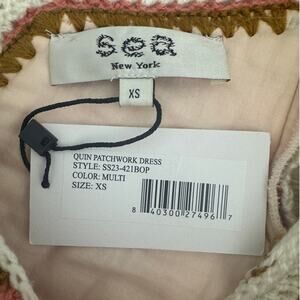 sea
New York
XS
QUIN PATCHWORK DRESS
STYLE: SS23-421BOP
COLOR: MULTI
SIZE: XS
8 40300 27496 7